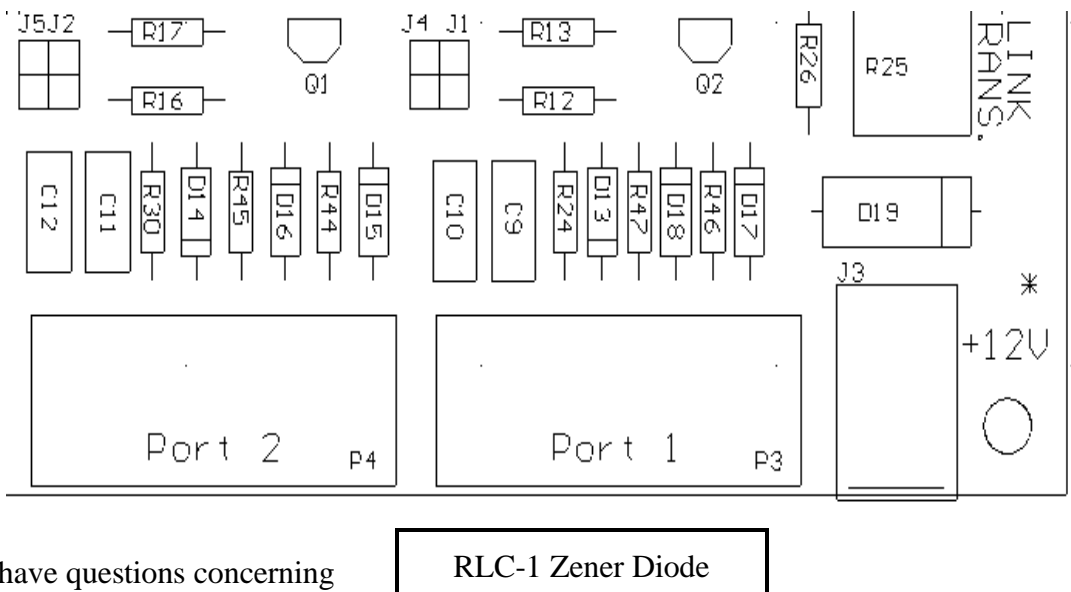 J5J2
R17
Q1
J4 J1
R13
Q2
R26
R25
LINK
TRANS.
R16
R12
C12
C11
R30
D14
R45
D16
R44
D15
C10
C9
R24
D13
R47
D18
R46
D17
D19
J3
*
+12V
Port 2
P4
Port 1
P3
have questions concerning
RLC-1 Zener Diode